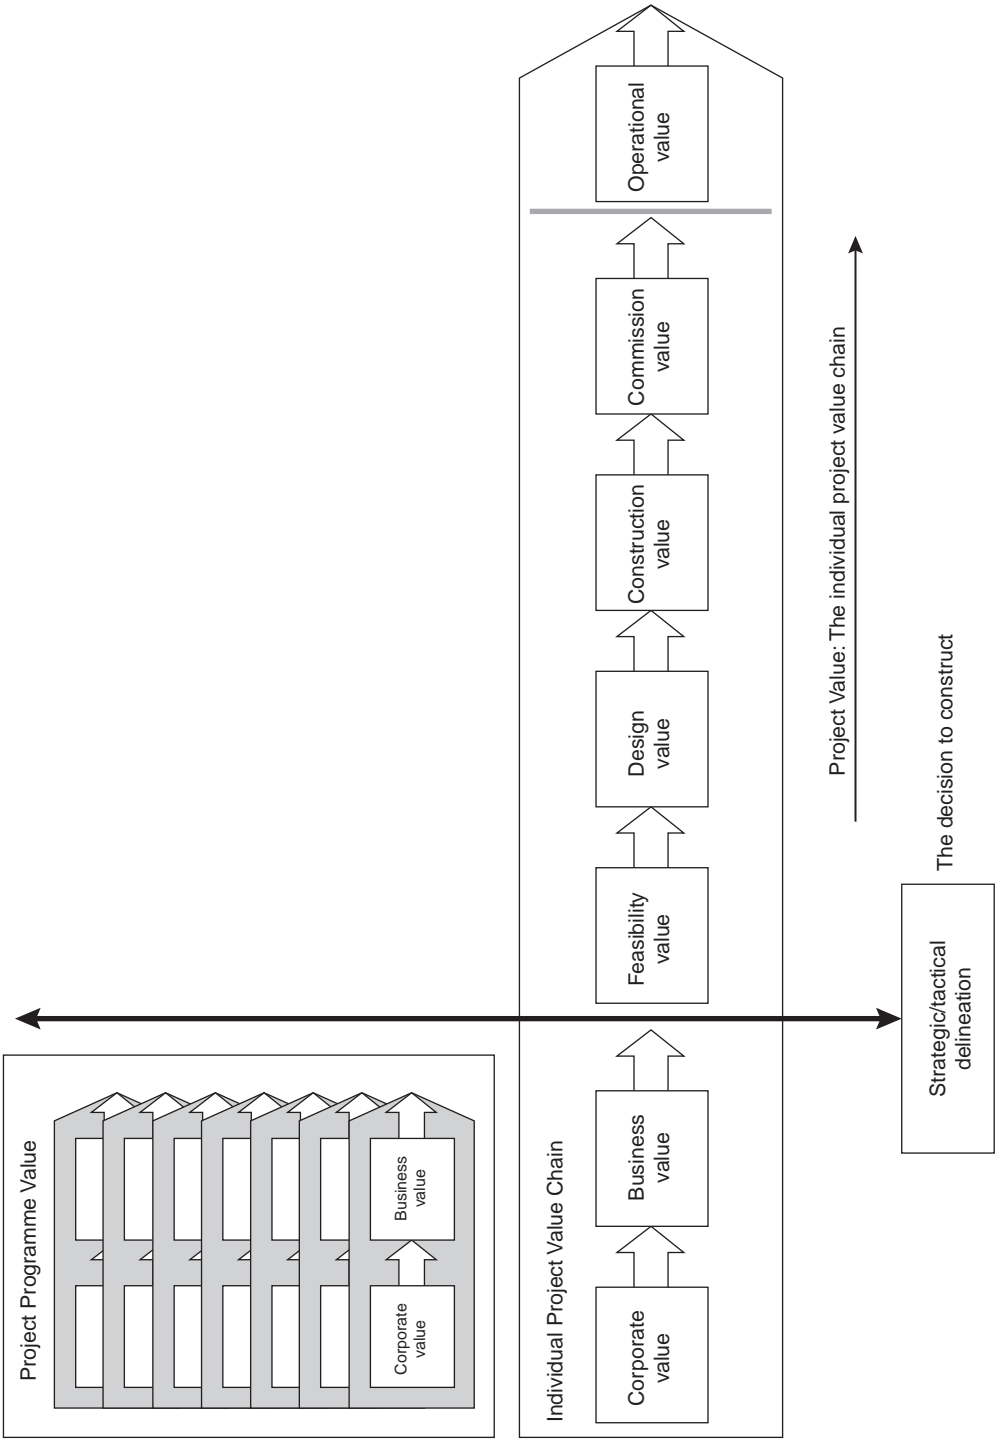 Project Programme Value
Corporate
value
Business
value
Individual Project Value Chain
Corporate
value
Business
value
Feasibility
value
Design
value
Construction
value
Commission
value
Operational
value
Project Value: The individual project value chain
Strategic/tactical
delineation
The decision to construct